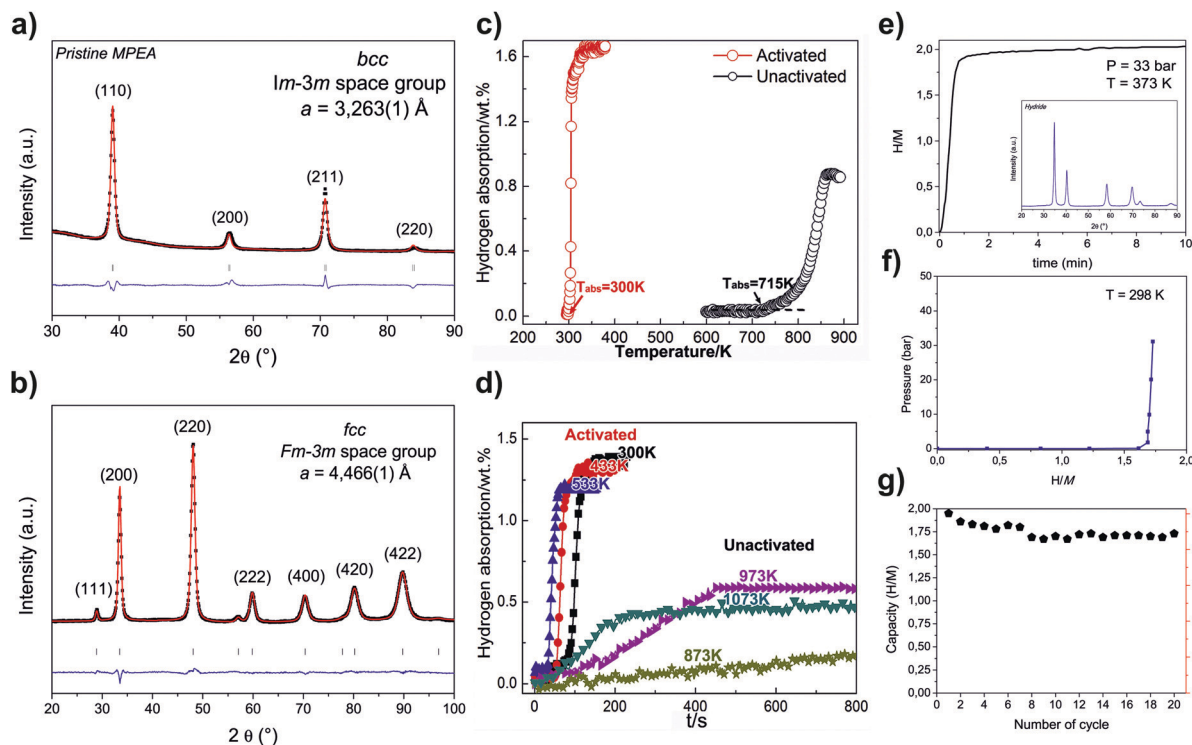 a)
Pristine MPEA
bcc
Im-3m space group
a = 3,263(1) Å
(110)
(200)
(211)
(220)
Intensity (a.u.)
30 40 50 60 70 80 90
2θ (°)
b)
fcc
Fm-3m space group
a = 4,466(1) Å
(111)
(200)
(220)
(222)
(400)
(420)
(422)
Intensity (a.u.)
20 30 40 50 60 70 80 90 100
2 θ (°)
c)
Hydrogen absorption/wt.%
1.6
1.2
0.8
0.4
0.0
Activated
Unactivated
Tabs=300K
Tabs=715K
200 300 400 500 600 700 800 900
Temperature/K
d)
Hydrogen absorption/wt.%
1.5
1.0
0.5
0.0
Activated
300K
433K
533K
Unactivated
973K
1073K
873K
0 200 400 600 800
t/s
e)
H/M
2,0
1,5
1,0
0,5
0,0
P = 33 bar
T = 373 K
Hydride
Intensity (a.u.)
20 30 40 50 60 70 80 90
2θ (°)
0 2 4 6 8 10
time (min)
f)
Pressure (bar)
50
40
30
20
10
0
T = 298 K
0,0 0,5 1,0 1,5 2,0
H/M
g)
Capacity (H/M)
2,00
1,75
1,50
1,25
1,00
0,75
0,50
0,25
0,00
0 2 4 6 8 10 12 14 16 18 20
Number of cycle